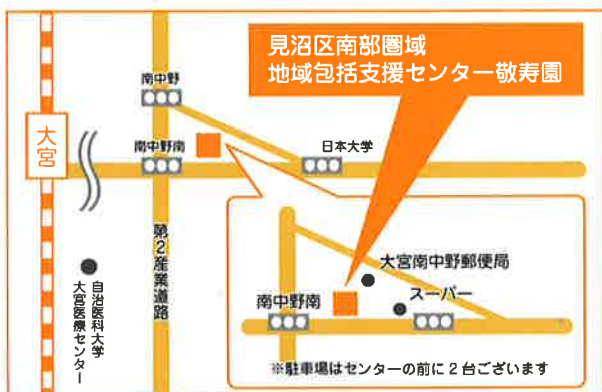 見沼区南部圏域
地域包括支援センター敬寿園
南中野
大宮
南中野南
日本大学
第2産業道路
自治医科大学
大宮医療センター
大宮南中野郵便局
スーパー
南中野南
※駐車場はセンターの前に2台ございます